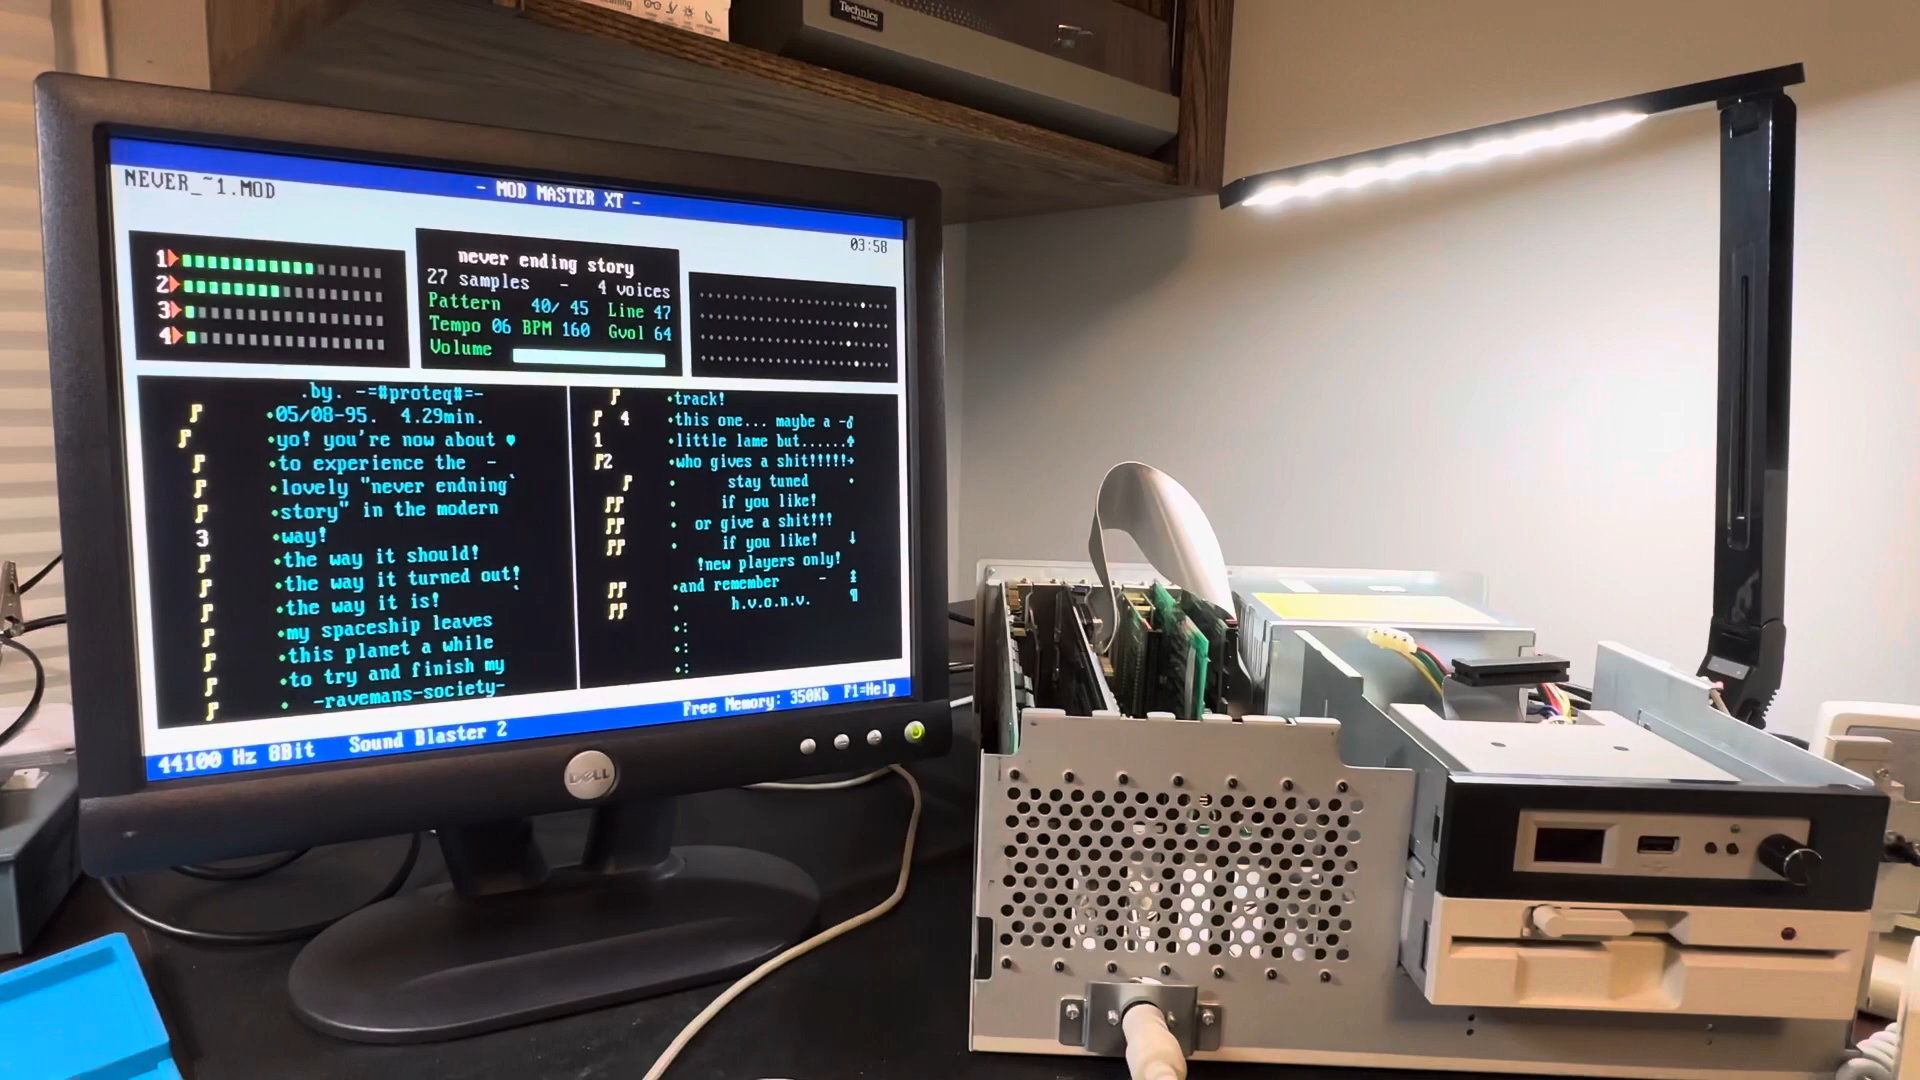 Technics
NEVER_~1.MOD
- MOD MASTER XT -
03:58
1
2
3
4
never ending story
27 samples - 4 voices
Pattern 40/ 45 Line 47
Tempo 06 BPM 160 Gvol 64
Volume
.by. -=#proteq#=-
05/08-95. 4.29min.
yo! you're now about ♥
to experience the -
lovely "never endning`
story" in the modern
3 way!
the way it should!
the way it turned out!
the way it is! `
my spaceship leaves
this planet a while
to try and finish my
-ravemans-society-
track!
4 this one... maybe a -♂
1 little lame but......♠
2 who gives a shit!!!!!→
stay tuned
if you like!
or give a shit!!!
if you like! ↓
!new players only!
and remember - ↨
h.v.o.n.v. ¶
:
:
:
44100 Hz 8Bit Sound Blaster 2 Free Memory: 350Kb F1=Help
DELL